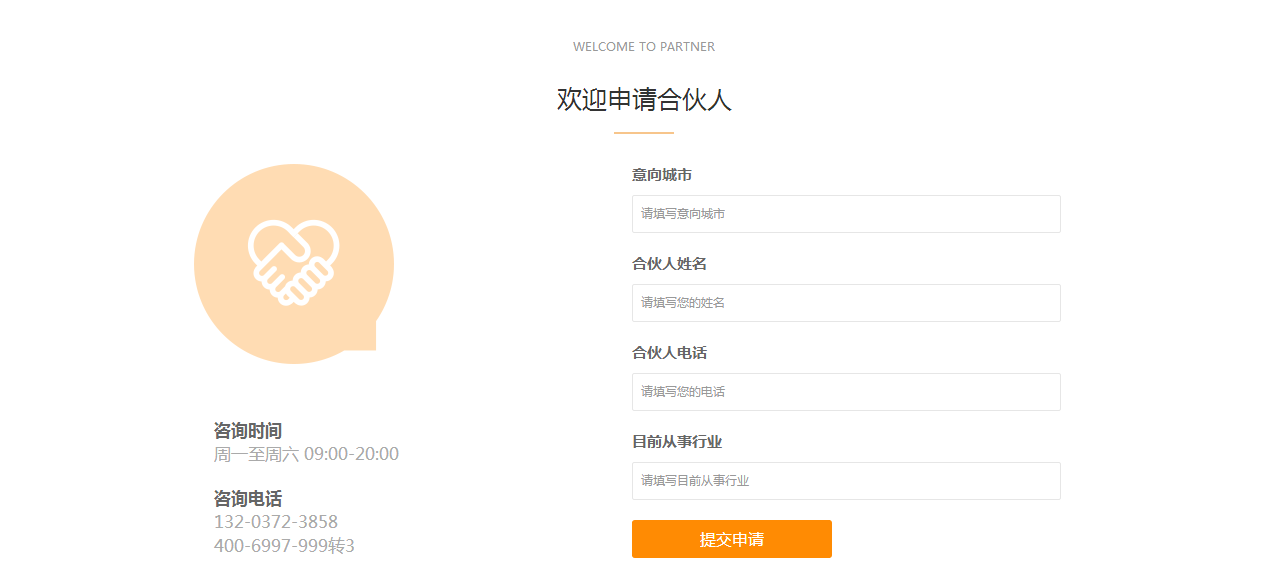 WELCOME TO PARTNER
欢迎申请合伙人
咨询时间
周一至周六 09:00-20:00
咨询电话
132-0372-3858
400-6997-999转3
意向城市
请填写意向城市
合伙人姓名
请填写您的姓名
合伙人电话
请填写您的电话
目前从事行业
请填写目前从事行业
提交申请